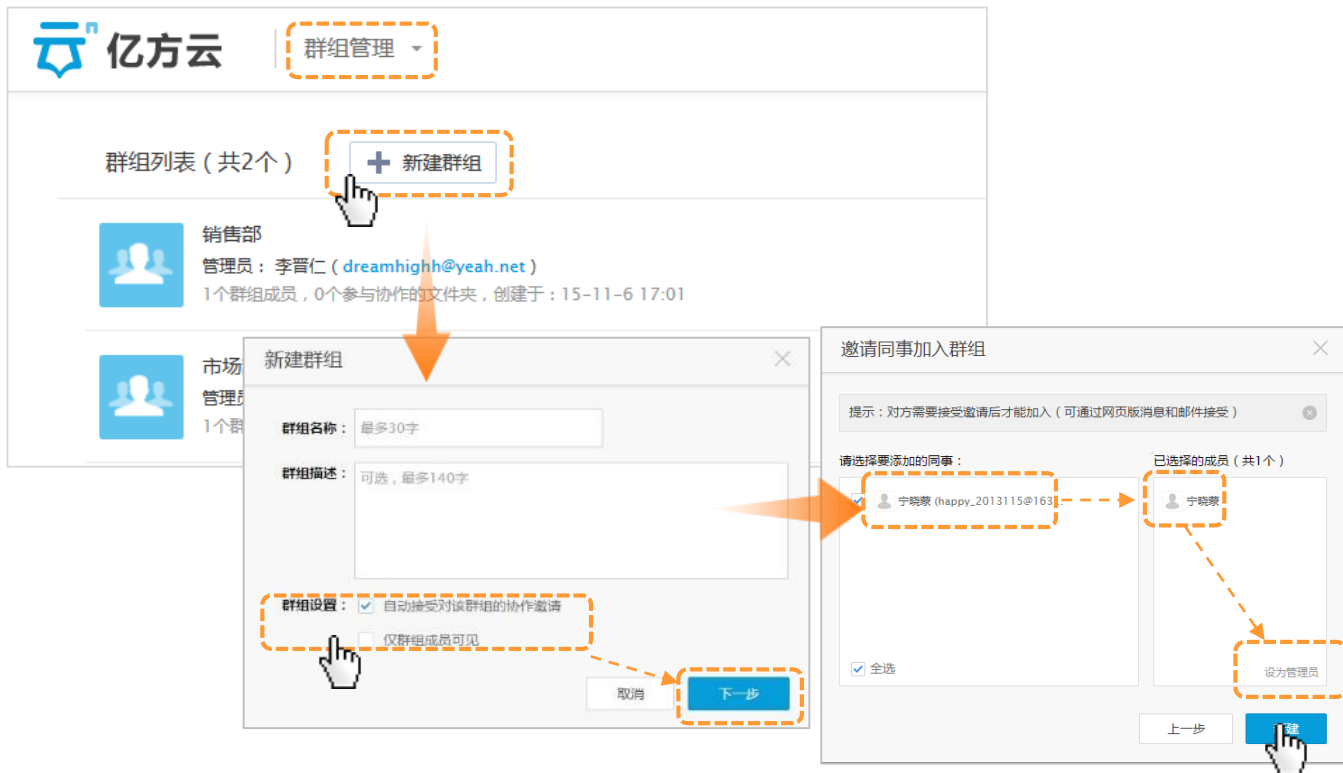 亿方云
群组管理
群组列表（共2个）
新建群组
销售部
管理员： 李晋仁（dreamhighh@yeah.net）
1个群组成员，0个参与协作的文件夹，创建于：15-11-6 17:01
市场
管理
1个群
新建群组
群组名称：
最多30字
群组描述：
可选，最多140字
群组设置：
自动接受对该群组的协作邀请
仅群组成员可见
取消
下一步
邀请同事加入群组
提示：对方需要接受邀请后才能加入（可通过网页版消息和邮件接受）
请选择要添加的同事：
已选择的成员（共1个）
宁晓蒙 (happy_2013115@163...
宁晓蒙
全选
设为管理员
上一步
建